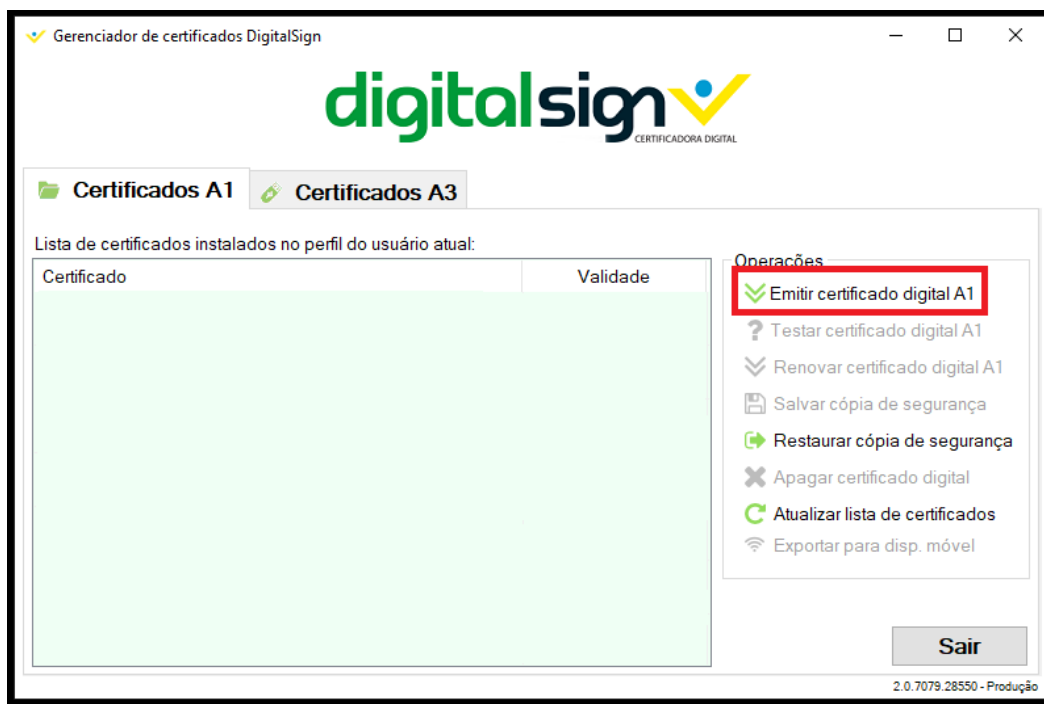 Gerenciador de certificados DigitalSign
digitalsign
CERTIFICADORA DIGITAL
Certificados A1
Certificados A3
Lista de certificados instalados no perfil do usuário atual:
Certificado
Validade
Operações
Emitir certificado digital A1
Testar certificado digital A1
Renovar certificado digital A1
Salvar cópia de segurança
Restaurar cópia de segurança
Apagar certificado digital
Atualizar lista de certificados
Exportar para disp. móvel
Sair
2.0.7079.28550 - Produção